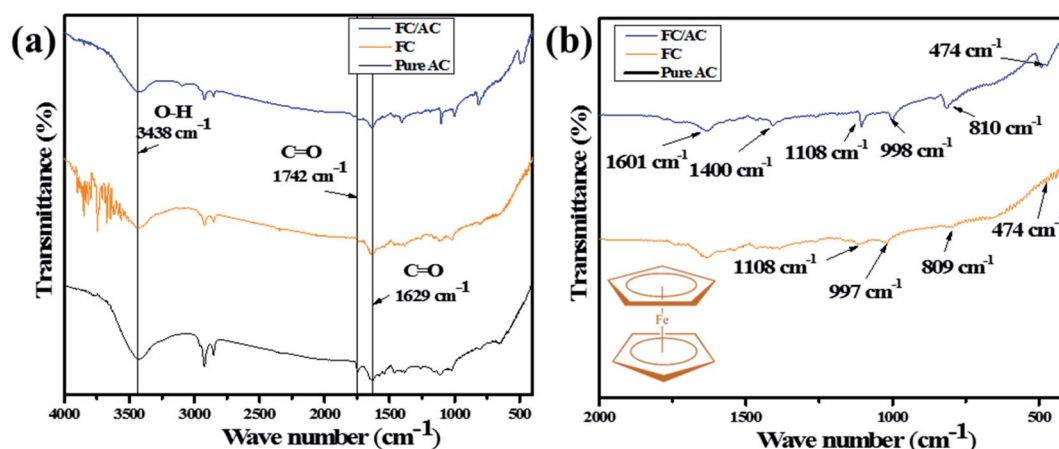 (a)
FC/AC
FC
Pure AC
O-H
3438 cm⁻¹
C=O
1742 cm⁻¹
C=O
1629 cm⁻¹
Transmittance (%)
4000 3500 3000 2500 2000 1500 1000 500
Wave number (cm⁻¹)
(b)
FC/AC
FC
Pure AC
474 cm⁻¹
1601 cm⁻¹
1400 cm⁻¹
1108 cm⁻¹
998 cm⁻¹
810 cm⁻¹
1108 cm⁻¹
997 cm⁻¹
809 cm⁻¹
474 cm⁻¹
Fe
Transmittance (%)
2000 1500 1000 500
Wave number (cm⁻¹)